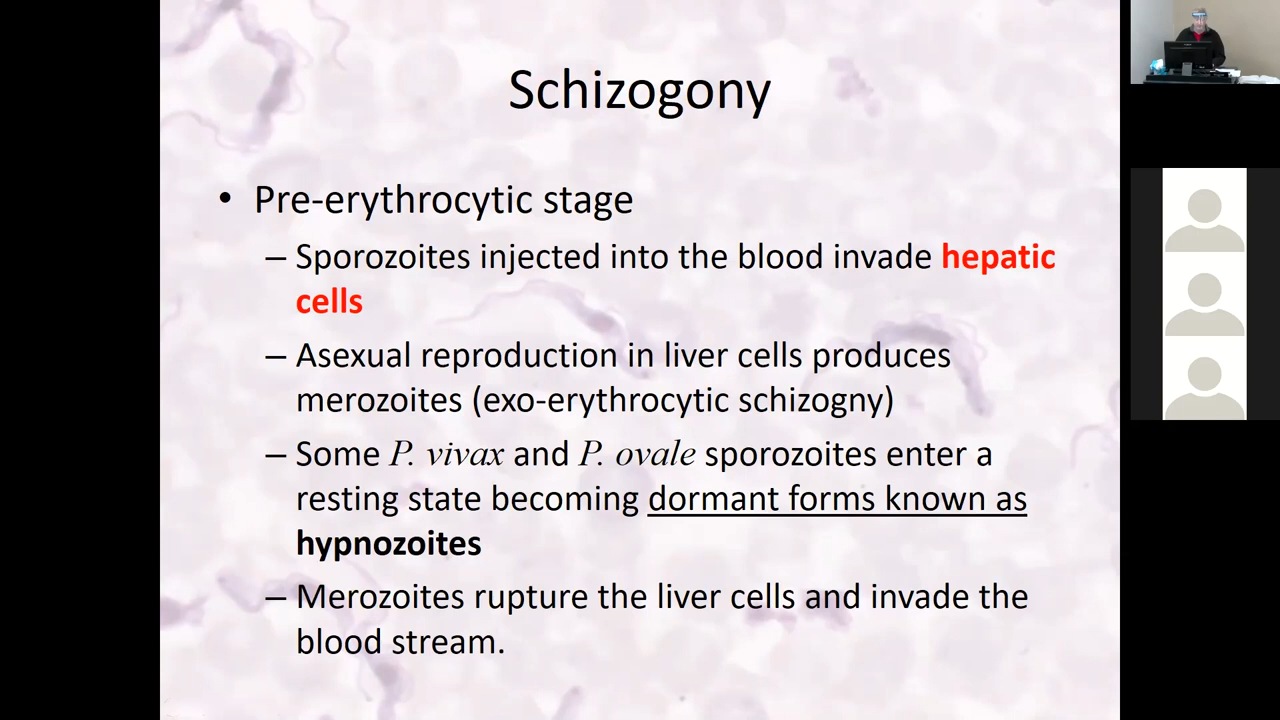 Schizogony
• Pre-erythrocytic stage
– Sporozoites injected into the blood invade hepatic
cells
– Asexual reproduction in liver cells produces
merozoites (exo-erythrocytic schizogny)
– Some P. vivax and P. ovale sporozoites enter a
resting state becoming dormant forms known as
hypnozoites
– Merozoites rupture the liver cells and invade the
blood stream.